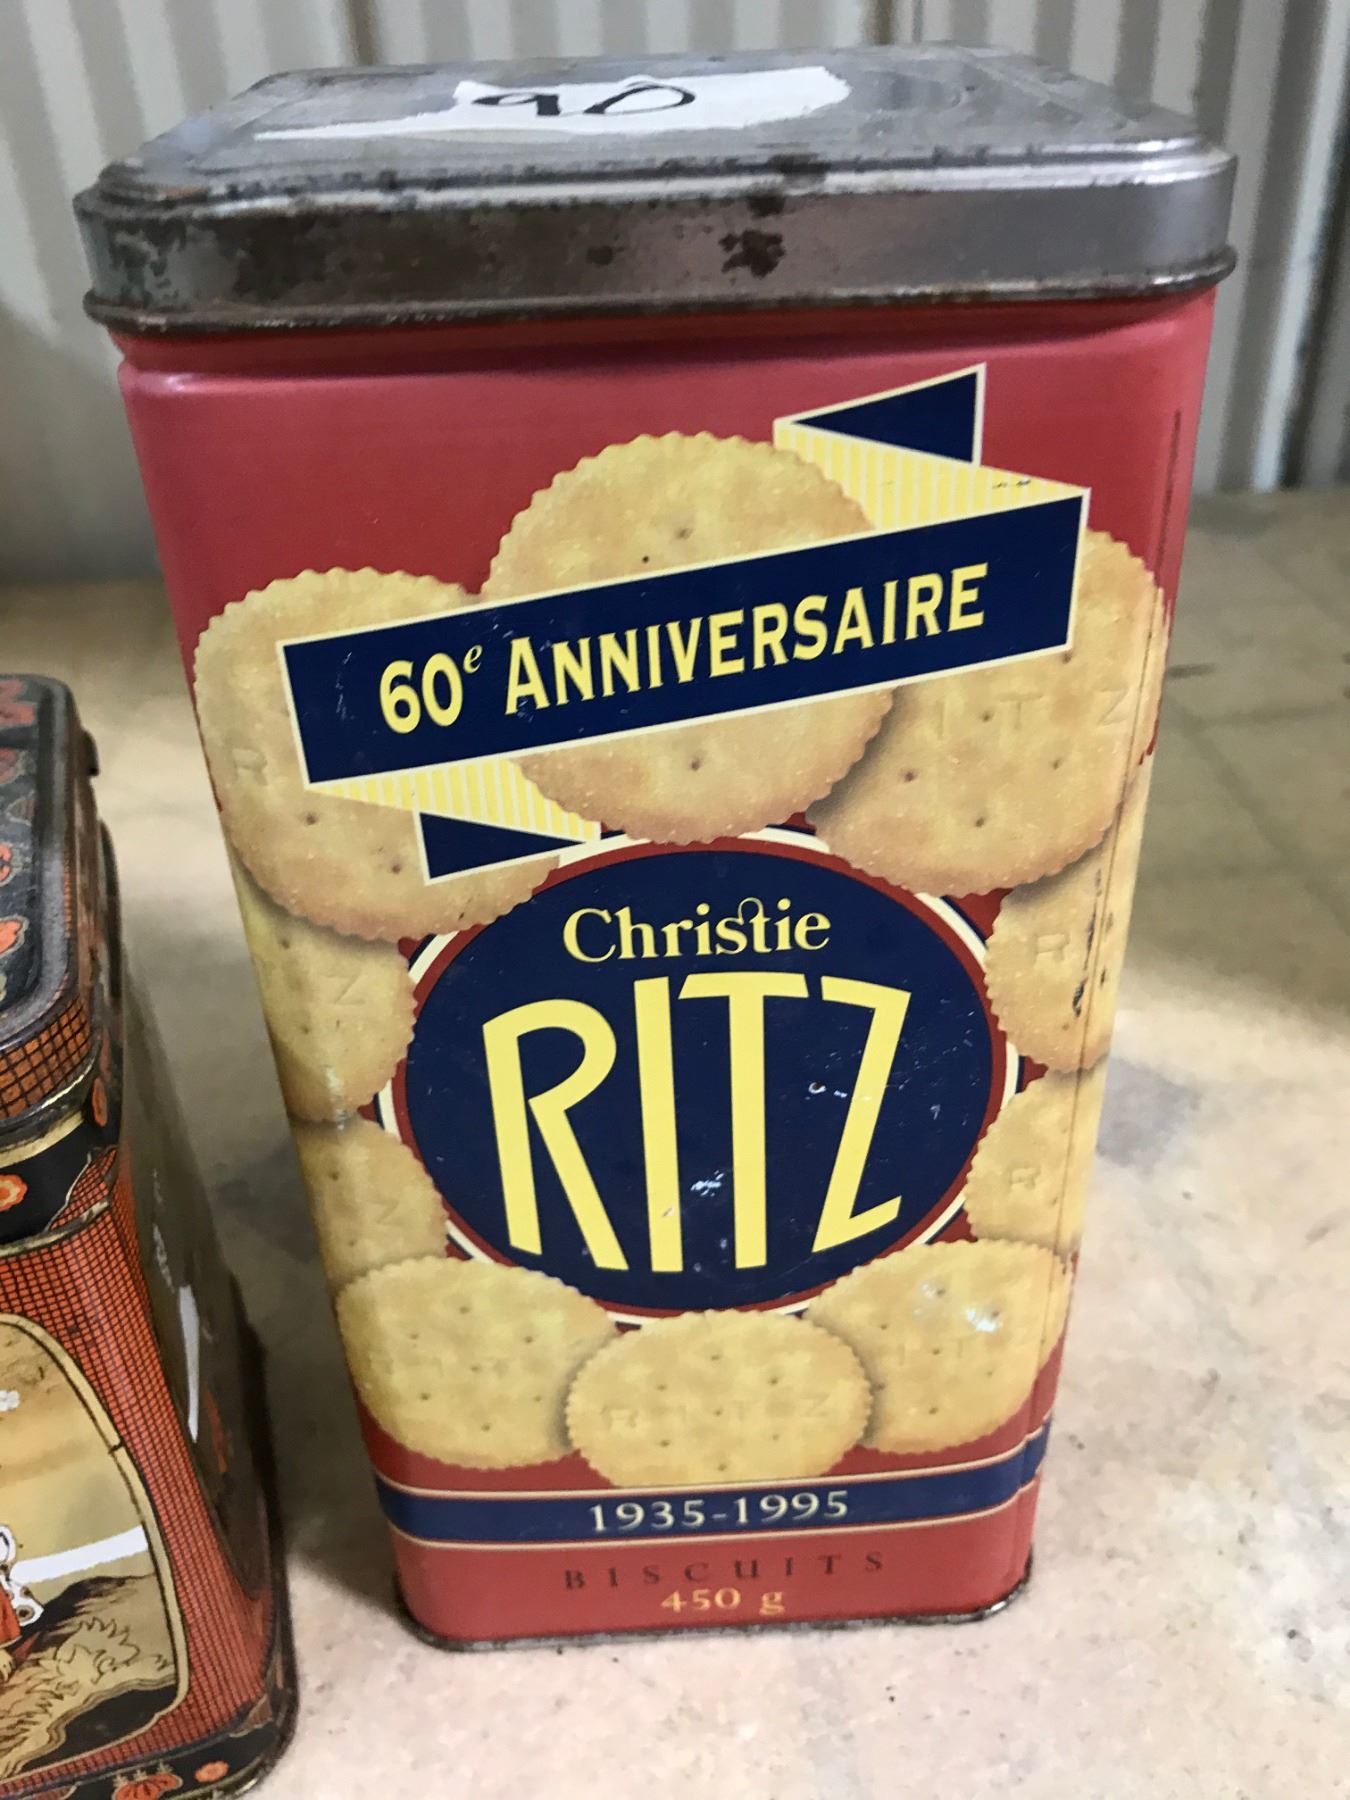 60e ANNIVERSAIRE
Christie
RITZ
R
I T Z
Z
R
Z
R
R I T Z
R I T Z
1935-1995
BISCUITS
450 g